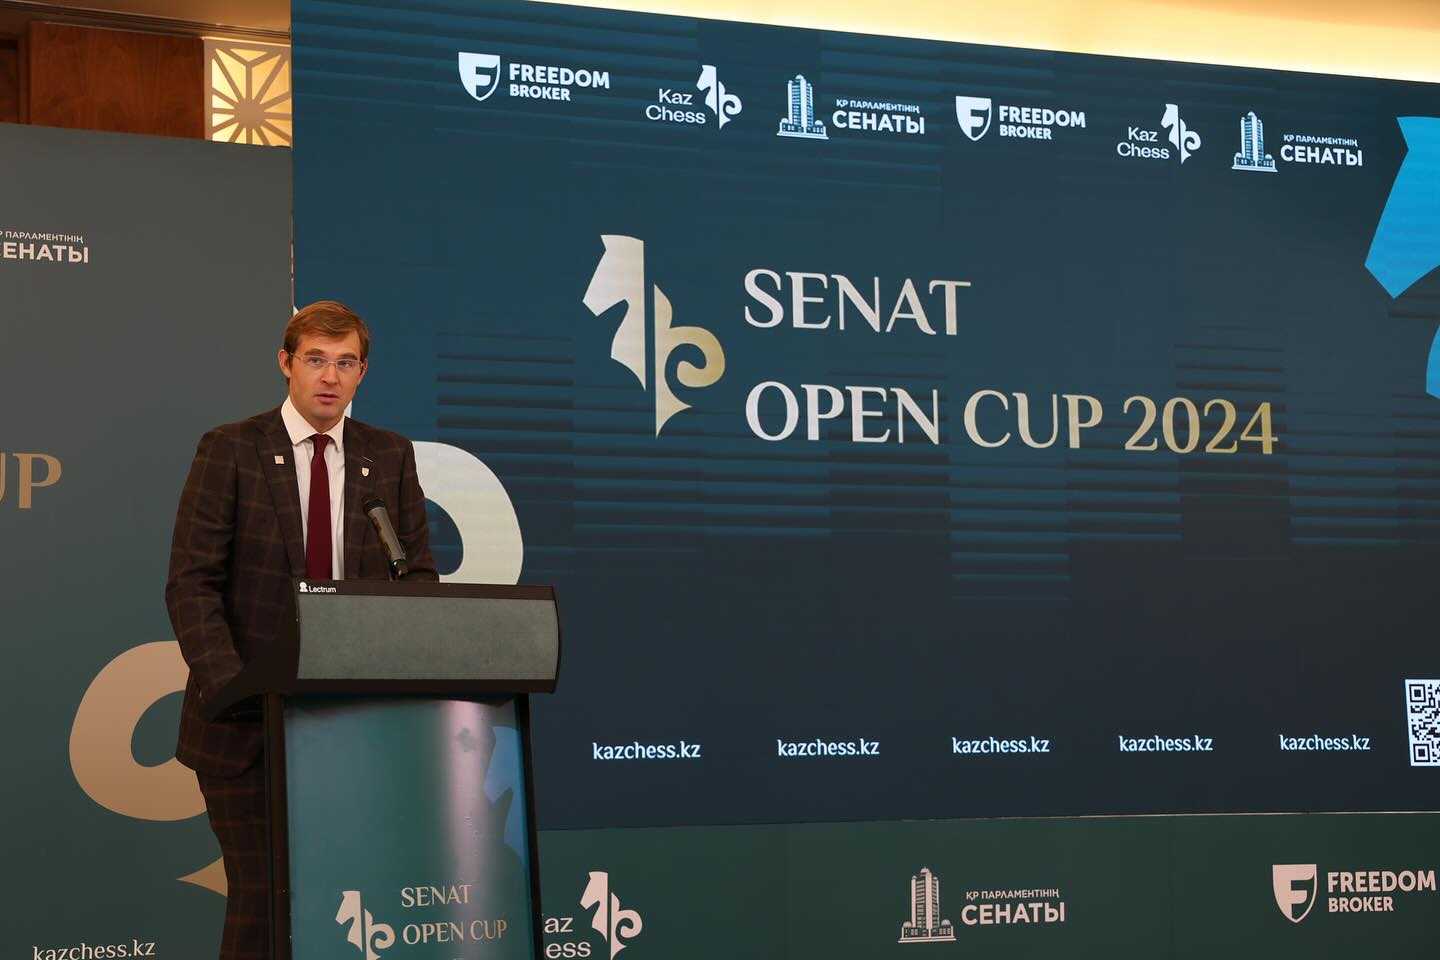 FREEDOM
BROKER
Kaz
Chess
ҚР ПАРЛАМЕНТІНІҢ
СЕНАТЫ
FREEDOM
BROKER
Kaz
Chess
ҚР ПАРЛАМЕНТІНІҢ
СЕНАТЫ
Р ПАРЛАМЕНТІНІҢ
ЕНАТЫ
SENAT
OPEN CUP 2024
UP
Lectrum
kazchess.kz
kazchess.kz
kazchess.kz
kazchess.kz
kazchess.kz
SENAT
OPEN CUP
az
ess
ҚР ПАРЛАМЕНТІНІҢ
СЕНАТЫ
FREEDOM
BROKER
kazchess.kz